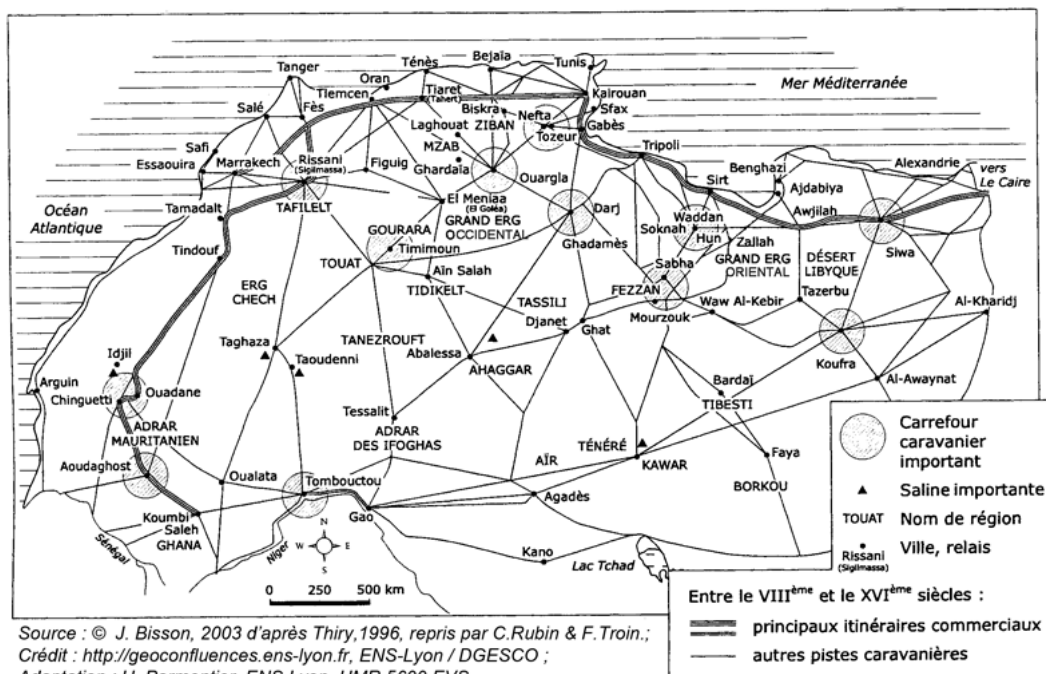 Tanger
Oran
Ténès
Bejaïa
Tunis
Mer Méditerranée
Tlemcen
Tiaret
(Tahert)
Kairouan
Salé
Fès
Biskra
Nefta
Sfax
ZIBAN
Laghouat
Tozeur
Gabès
Safi
MZAB
Tripoli
Essaouira
Marrakech
Rissani
(Sigilmassa)
Figuig
Ghardaïa
Ouargla
Benghazi
Alexandrie
vers
Le Caire
Sirt
Ajdabiya
TAFILELT
El Meniaa
(El Goléa)
Darj
Océan
Atlantique
Tamadalt
GRAND ERG
OCCIDENTAL
Waddan
Awjilah
GOURARA
Soknah
Hun
Tindouf
Timimoun
Ghadamès
Zallah
Siwa
TOUAT
Aïn Salah
Sabha
GRAND ERG
ORIENTAL
DÉSERT
LIBYQUE
ERG
CHECH
TIDIKELT
TASSILI
FEZZAN
Tazerbu
Djanet
Ghat
Mourzouk
Waw Al-Kebir
Al-Kharidj
Taghaza
TANEZROUFT
Abalessa
Idjil
Taoudenni
AHAGGAR
Koufra
Arguin
Ouadane
Chinguetti
Bardaï
Al-Awaynat
ADRAR
MAURITANIEN
Tessalit
TIBESTI
ADRAR
DES IFOGHAS
TÉNÉRÉ
Aoudaghost
Oualata
Tombouctou
AÏR
KAWAR
Faya
Agadès
BORKOU
Koumbi
Saleh
GHANA
Gao
Sénégal
Niger
N
W
E
S
Kano
Lac Tchad
0 250 500 km
Carrefour
caravanier
important
Saline importante
TOUAT Nom de région
Rissani
(Sigilmassa)
Ville, relais
Entre le VIIIème et le XVIème siècles :
principaux itinéraires commerciaux
autres pistes caravanières
Source : © J. Bisson, 2003 d'après Thiry,1996, repris par C.Rubin & F.Troin.;
Crédit : http://geoconfluences.ens-lyon.fr, ENS-Lyon / DGESCO ;